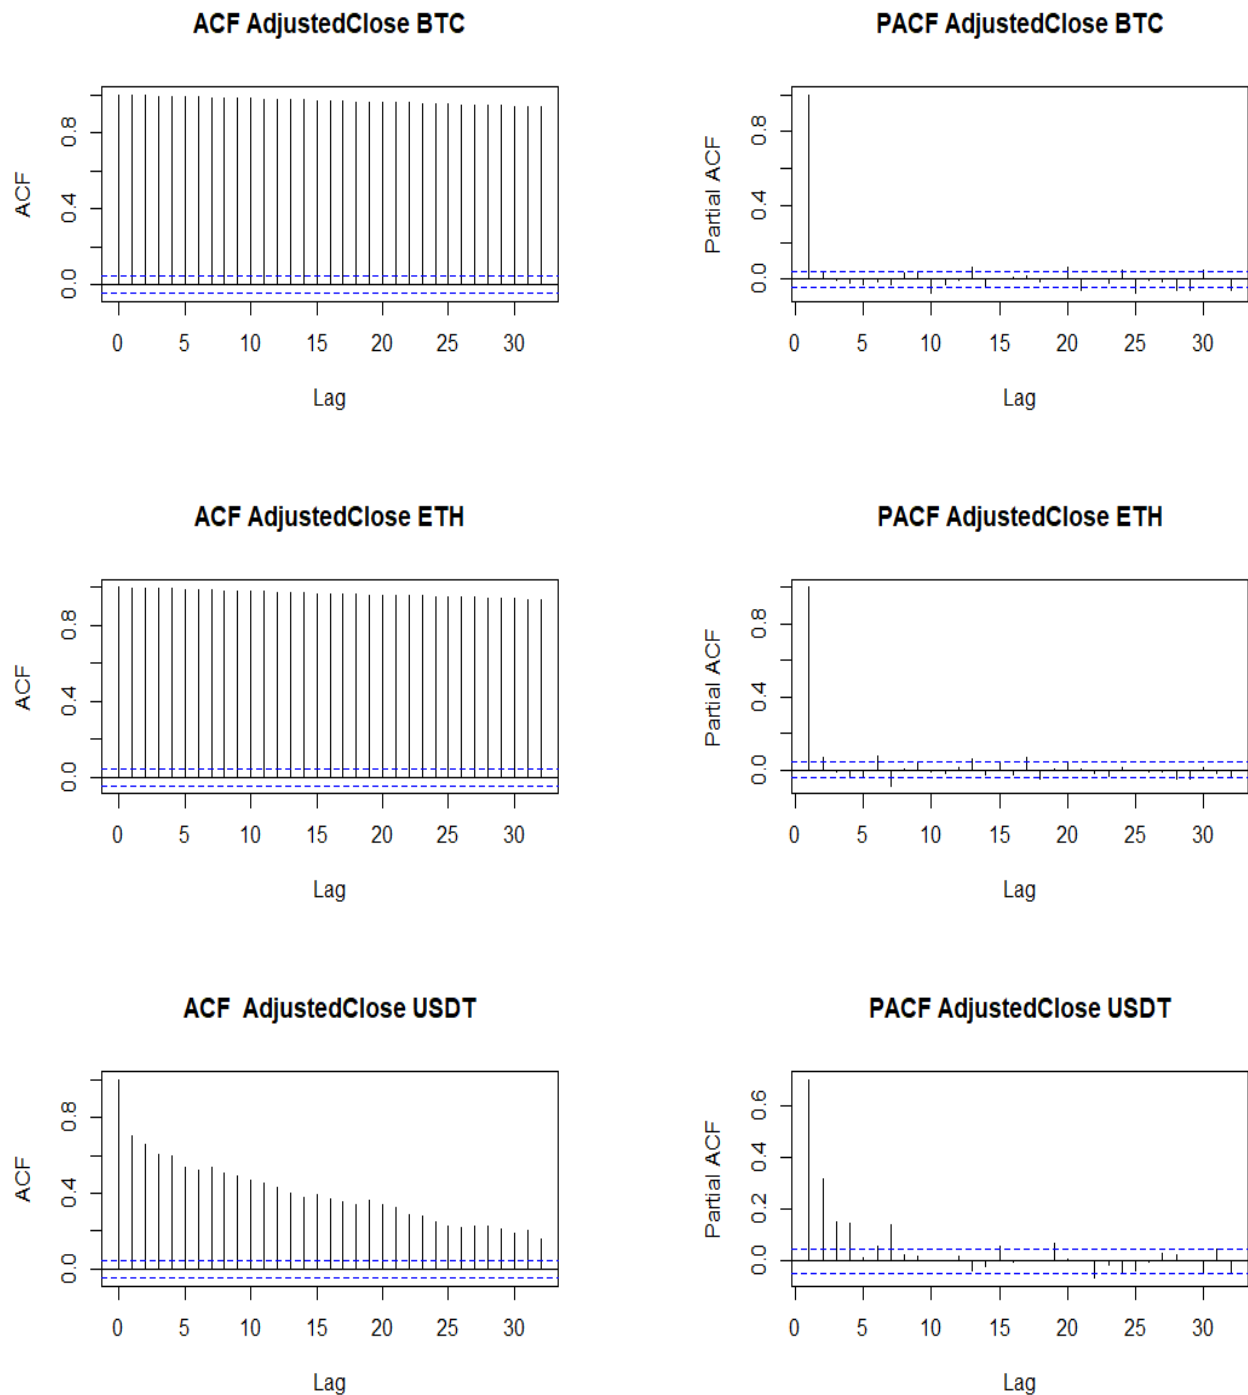 ACF AdjustedClose BTC
ACF
0.0 0.4 0.8
0 5 10 15 20 25 30
Lag
PACF AdjustedClose BTC
Partial ACF
0.0 0.4 0.8
0 5 10 15 20 25 30
ACF AdjustedClose ETH
ACF
0.0 0.4 0.8
0 5 10 15 20 25 30
Lag
PACF AdjustedClose ETH
Partial ACF
0.0 0.4 0.8
0 5 10 15 20 25 30
Lag
ACF  AdjustedClose USDT
ACF
0.0 0.4 0.8
0 5 10 15 20 25 30
Lag
PACF AdjustedClose USDT
Partial ACF
0.0 0.2 0.4 0.6
0 5 10 15 20 25 30
Lag